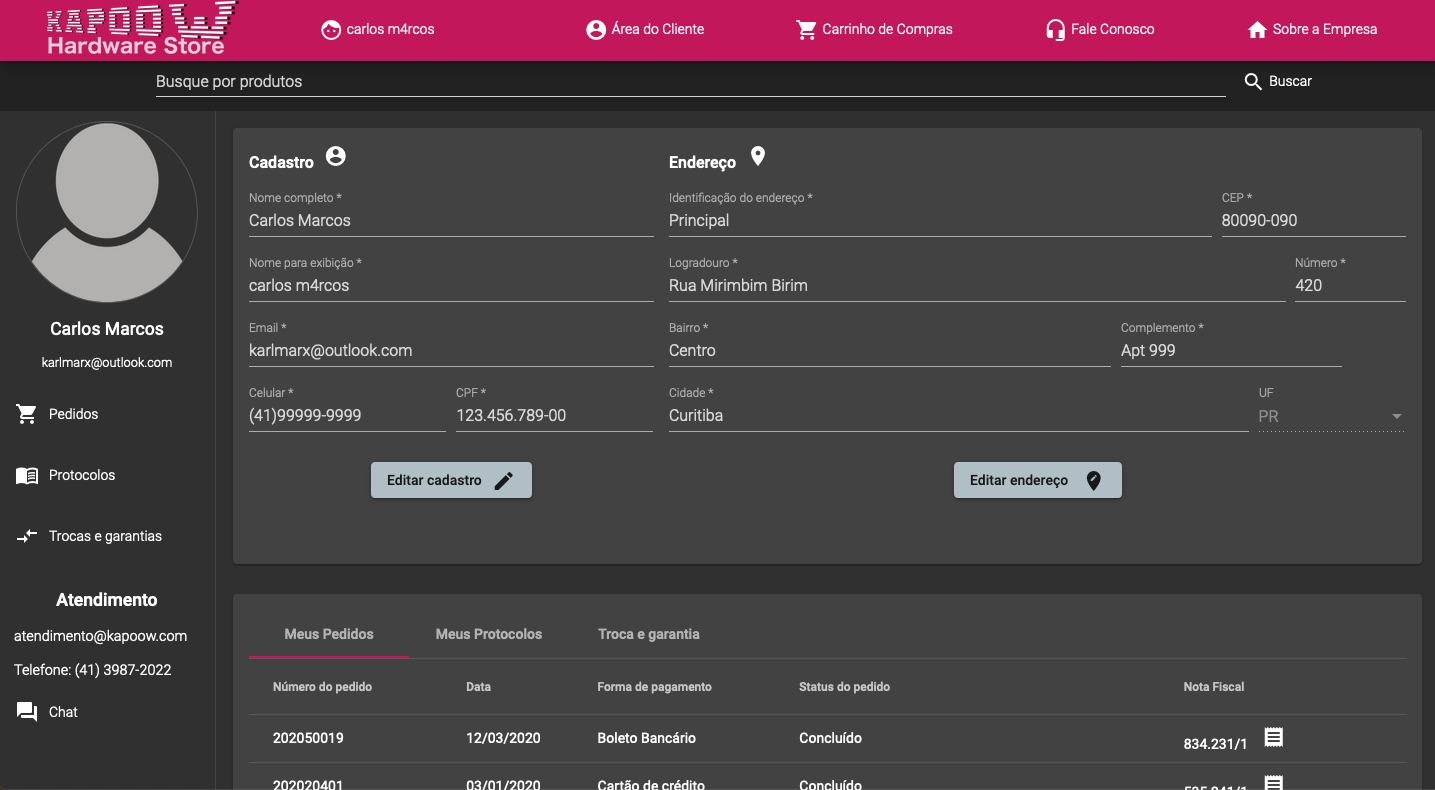 KAPOOW
Hardware Store
carlos m4rcos
Área do Cliente
Carrinho de Compras
Fale Conosco
Sobre a Empresa
Busque por produtos
Buscar
Carlos Marcos
karlmarx@outlook.com
Pedidos
Protocolos
Trocas e garantias
Atendimento
atendimento@kapoow.com
Telefone: (41) 3987-2022
Chat
Cadastro
Nome completo *
Carlos Marcos
Nome para exibição *
carlos m4rcos
Email *
karlmarx@outlook.com
Celular *
(41)99999-9999
CPF *
123.456.789-00
Editar cadastro
Endereço
Identificação do endereço *
Principal
CEP *
80090-090
Logradouro *
Rua Mirimbim Birim
Número *
420
Bairro *
Centro
Complemento *
Apt 999
Cidade *
Curitiba
UF
PR
Editar endereço
Meus Pedidos Meus Protocolos Troca e garantia
Número do pedido Data Forma de pagamento Status do pedido Nota Fiscal
202050019 12/03/2020 Boleto Bancário Concluído 834.231/1
202020401 03/01/2020 Cartão de crédito Concluído